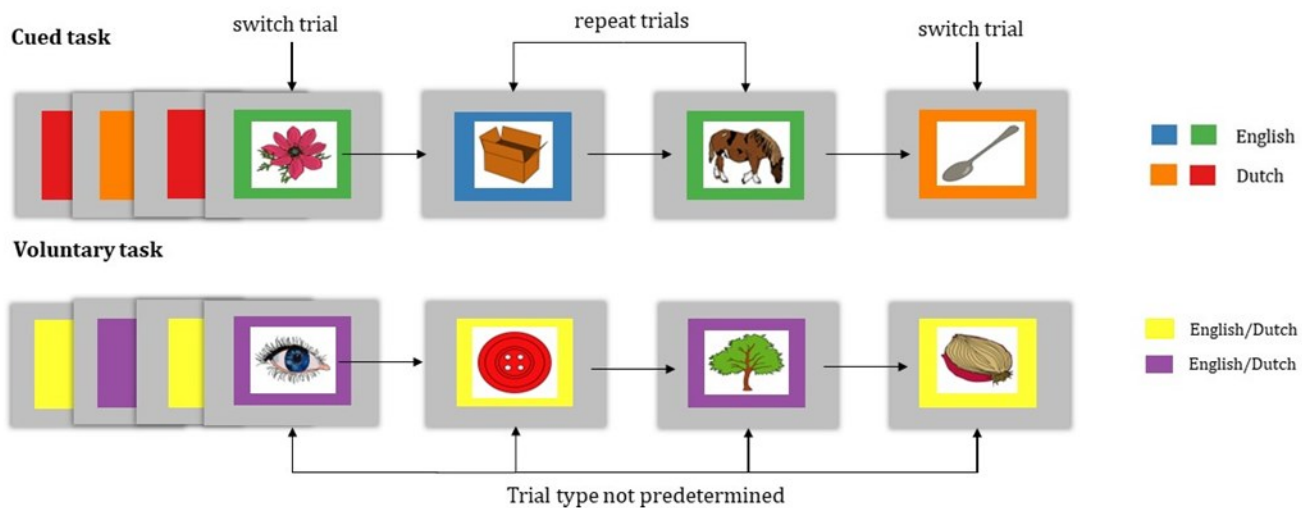 Cued task
switch trial
repeat trials
switch trial
English
Dutch
Voluntary task
English/Dutch
English/Dutch
Trial type not predetermined